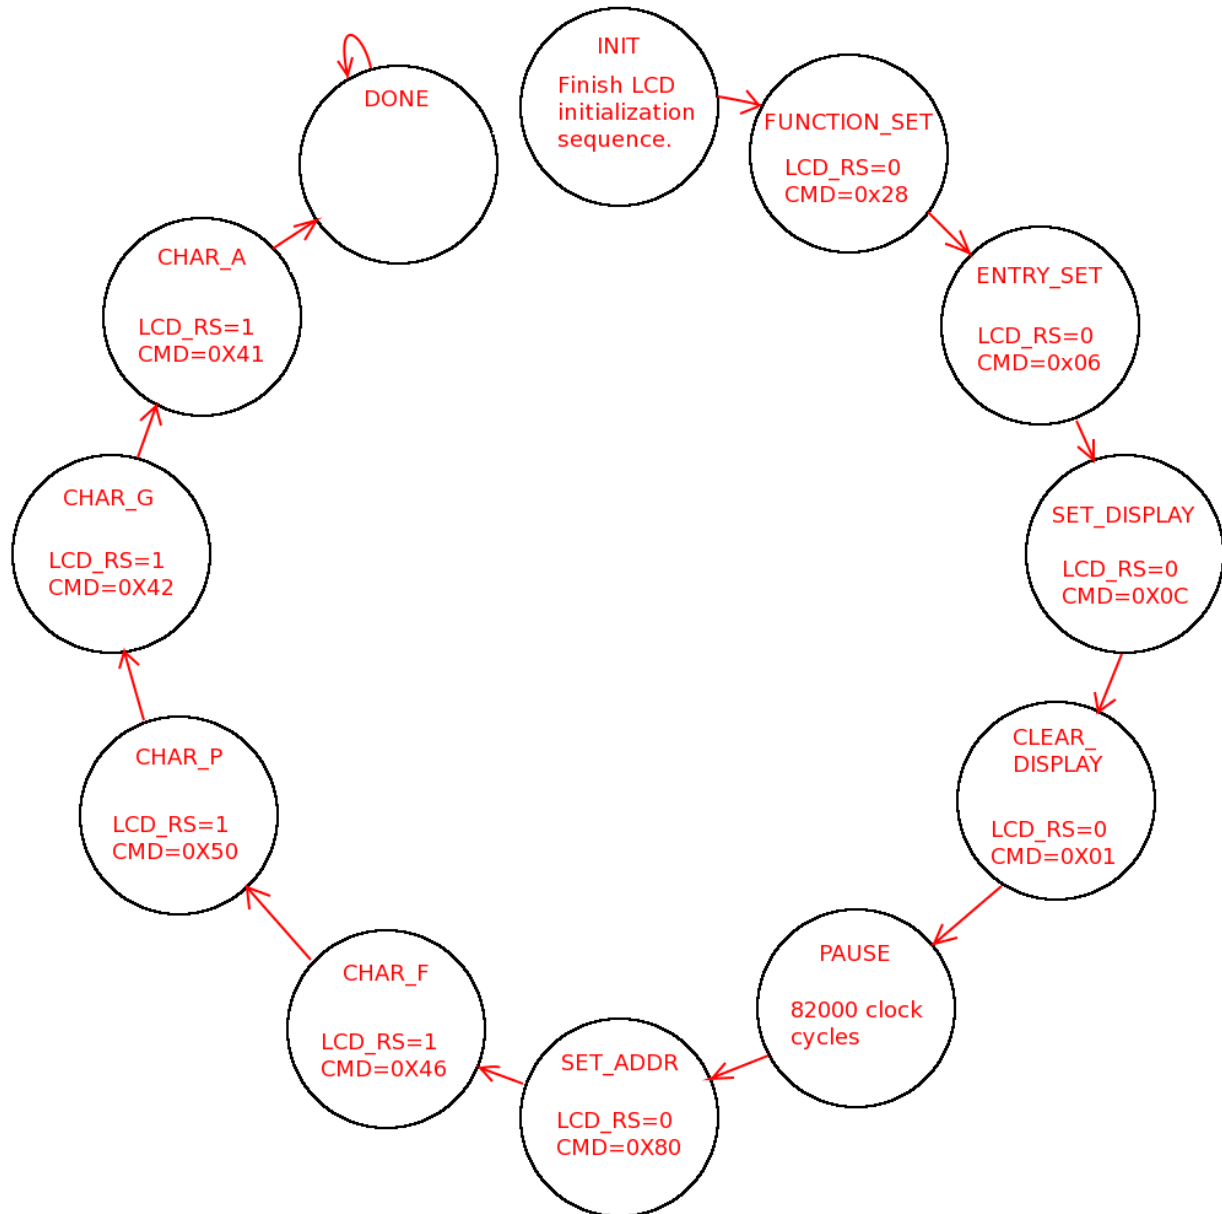 INIT
Finish LCD
initialization
sequence.
FUNCTION_SET
LCD_RS=0
CMD=0x28
ENTRY_SET
LCD_RS=0
CMD=0x06
SET_DISPLAY
LCD_RS=0
CMD=0X0C
CLEAR_
DISPLAY
LCD_RS=0
CMD=0X01
PAUSE
82000 clock
cycles
SET_ADDR
LCD_RS=0
CMD=0X80
CHAR_F
LCD_RS=1
CMD=0X46
CHAR_P
LCD_RS=1
CMD=0X50
CHAR_G
LCD_RS=1
CMD=0X42
CHAR_A
LCD_RS=1
CMD=0X41
DONE